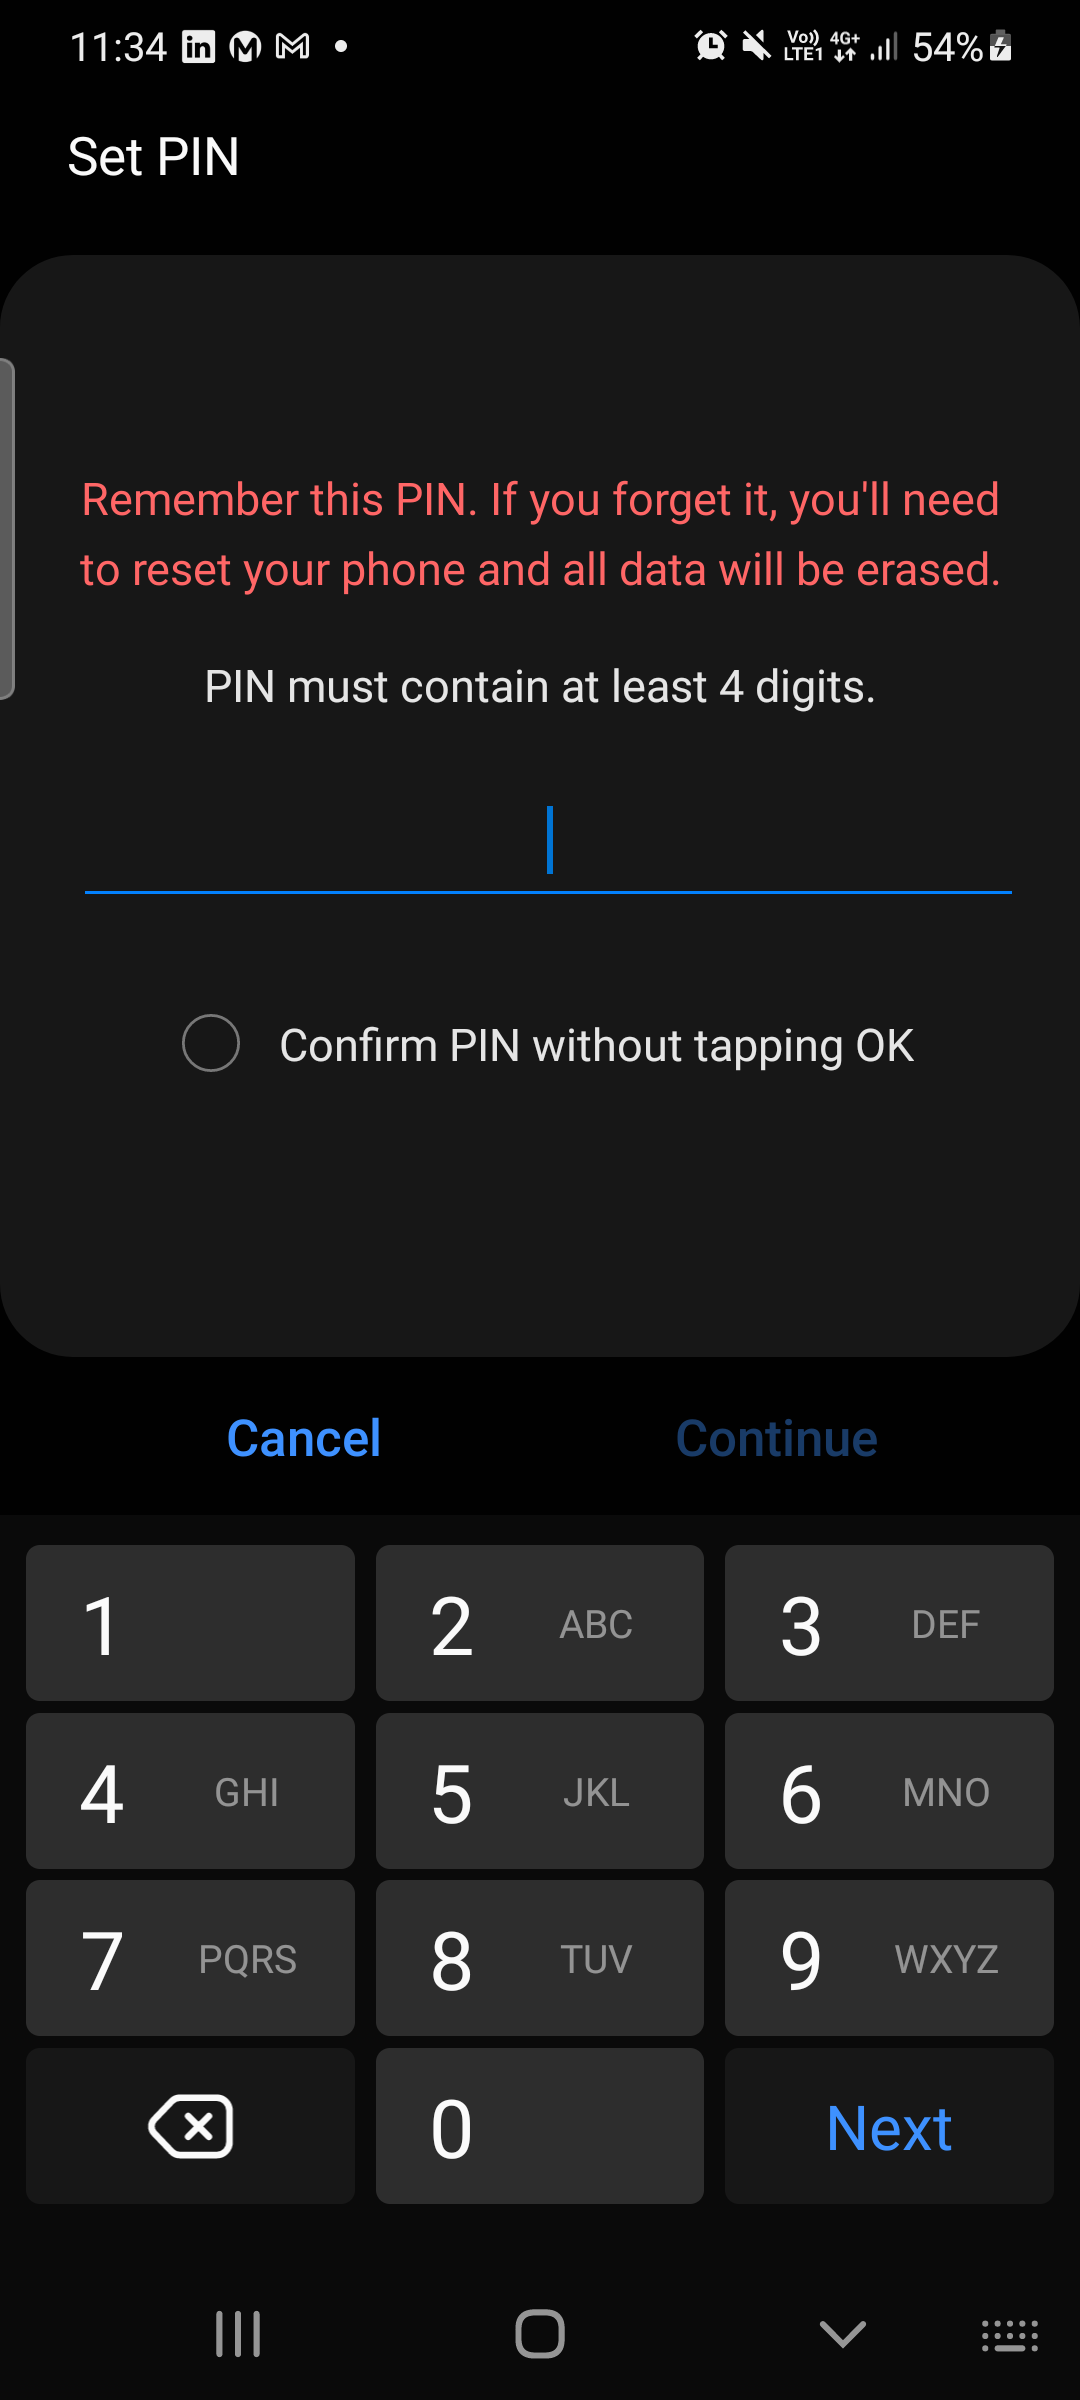 11:34 in M M • Vo)) LTE1 4G+ 54%
Set PIN
Remember this PIN. If you forget it, you'll need
to reset your phone and all data will be erased.
PIN must contain at least 4 digits.
Confirm PIN without tapping OK
Cancel Continue
1 2 ABC 3 DEF
4 GHI 5 JKL 6 MNO
7 PQRS 8 TUV 9 WXYZ
0 Next